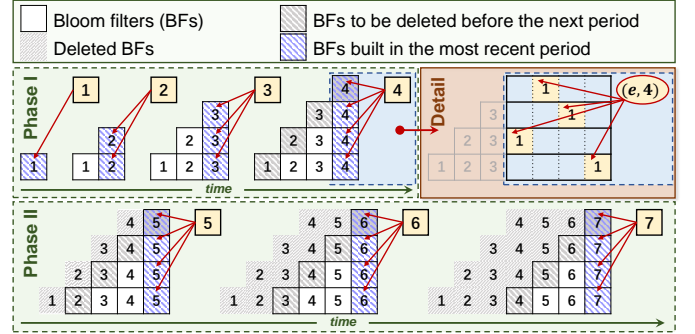 Bloom filters (BFs)
BFs to be deleted before the next period
Deleted BFs
BFs built in the most recent period
Phase I
1 2 3 4 4
3 3 4
2 2 3 2 3 4
1 1 2 1 2 3 1 2 3 4
time
Detail
1 (e, 4)
3 1
2 3 1
1 2 3 1
Phase II
4 5 5 4 5 6 6 4 5 6 7 7
3 4 5 3 4 5 6 3 4 5 6 7
2 3 4 5 2 3 4 5 6 2 3 4 5 6 7
1 2 3 4 5 1 2 3 4 5 6 1 2 3 4 5 6 7
time